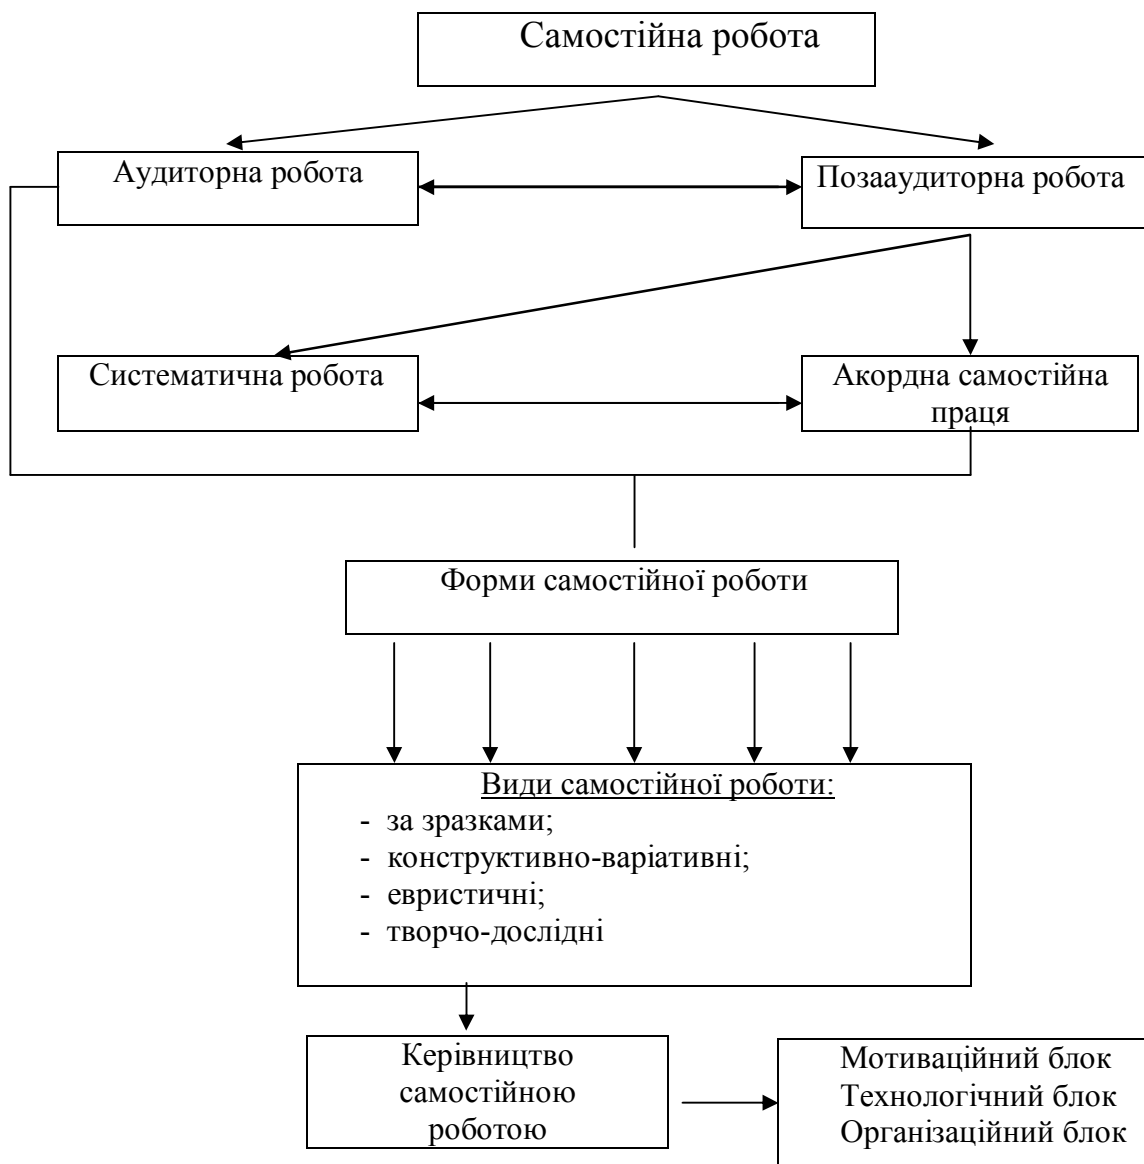 Самостійна робота
Аудиторна робота
Позааудиторна робота
Систематична робота
Акордна самостійна
праця
Форми самостійної роботи
Види самостійної роботи:
- за зразками;
- конструктивно-варіативні;
- евристичні;
- творчо-дослідні
Керівництво
самостійною
роботою
Мотиваційний блок
Технологічний блок
Організаційний блок